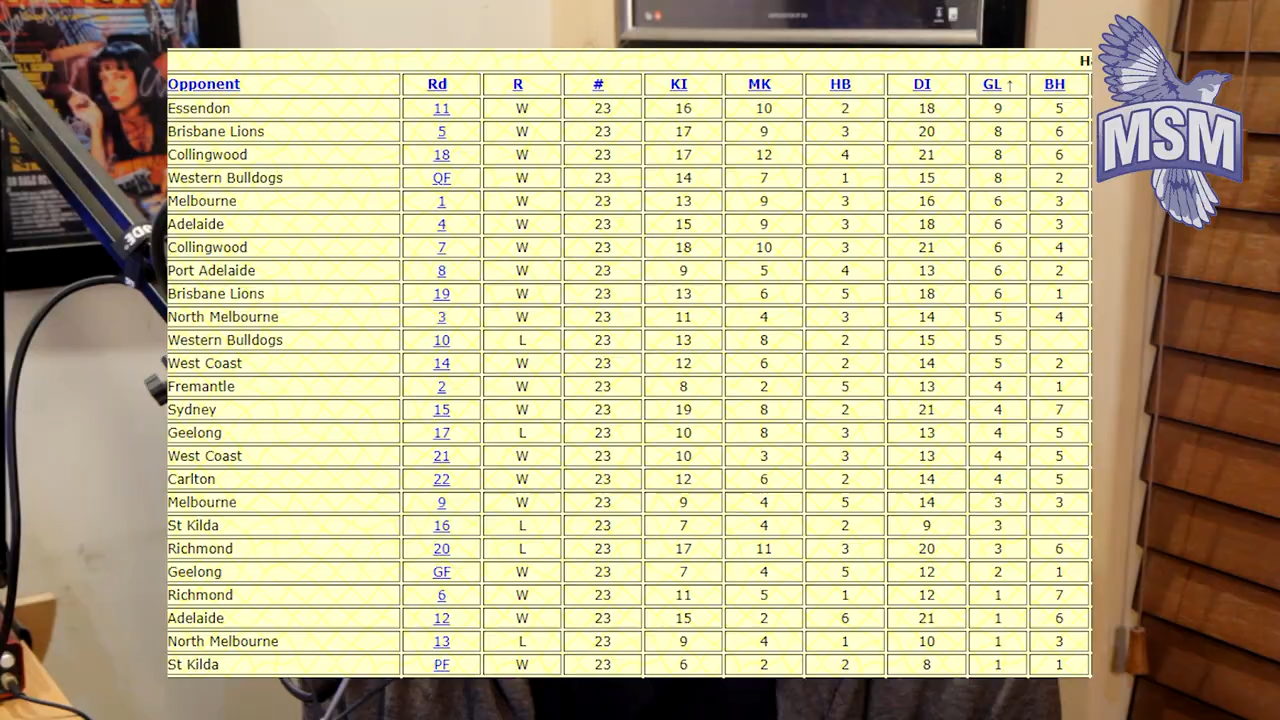 H
Opponent Rd R # KI MK HB DI GL ↑ BH
Essendon 11 W 23 16 10 2 18 9 5
Brisbane Lions 5 W 23 17 9 3 20 8 6
Collingwood 18 W 23 17 12 4 21 8 6
Western Bulldogs QF W 23 14 7 1 15 8 2
Melbourne 1 W 23 13 9 3 16 6 3
Adelaide 4 W 23 15 9 3 18 6 3
Collingwood 7 W 23 18 10 3 21 6 4
Port Adelaide 8 W 23 9 5 4 13 6 2
Brisbane Lions 19 W 23 13 6 5 18 6 1
North Melbourne 3 W 23 11 4 3 14 5 4
Western Bulldogs 10 L 23 13 8 2 15 5
West Coast 14 W 23 12 6 2 14 5 2
Fremantle 2 W 23 8 2 5 13 4 1
Sydney 15 W 23 19 8 2 21 4 7
Geelong 17 L 23 10 8 3 13 4 5
West Coast 21 W 23 10 3 3 13 4 5
Carlton 22 W 23 12 6 2 14 4 5
Melbourne 9 W 23 9 4 5 14 3 3
St Kilda 16 L 23 7 4 2 9 3
Richmond 20 L 23 17 11 3 20 3 6
Geelong GF W 23 7 4 5 12 2 1
Richmond 6 W 23 11 5 1 12 1 7
Adelaide 12 W 23 15 2 6 21 1 6
North Melbourne 13 L 23 9 4 1 10 1 3
St Kilda PF W 23 6 2 2 8 1 1
MSM